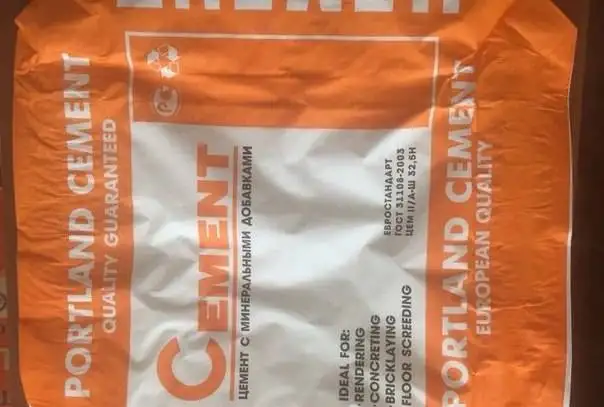 PORTLAND CEMENT
QUALITY GUARANTEED
CEMENT
ЦЕМЕНТ С МИНЕРАЛЬНЫМИ ДОБАВКАМИ
IDEAL FOR:
-RENDERING
-CONCRETING
-BRICKLAYING
FLOOR SCREEDING
ЕВРОСТАНДАРТ
ГОСТ 31108-2003
ЦЕМ II/А-Ш 32,5Н
PORTLAND CEMENT
EUROPEAN QUALITY